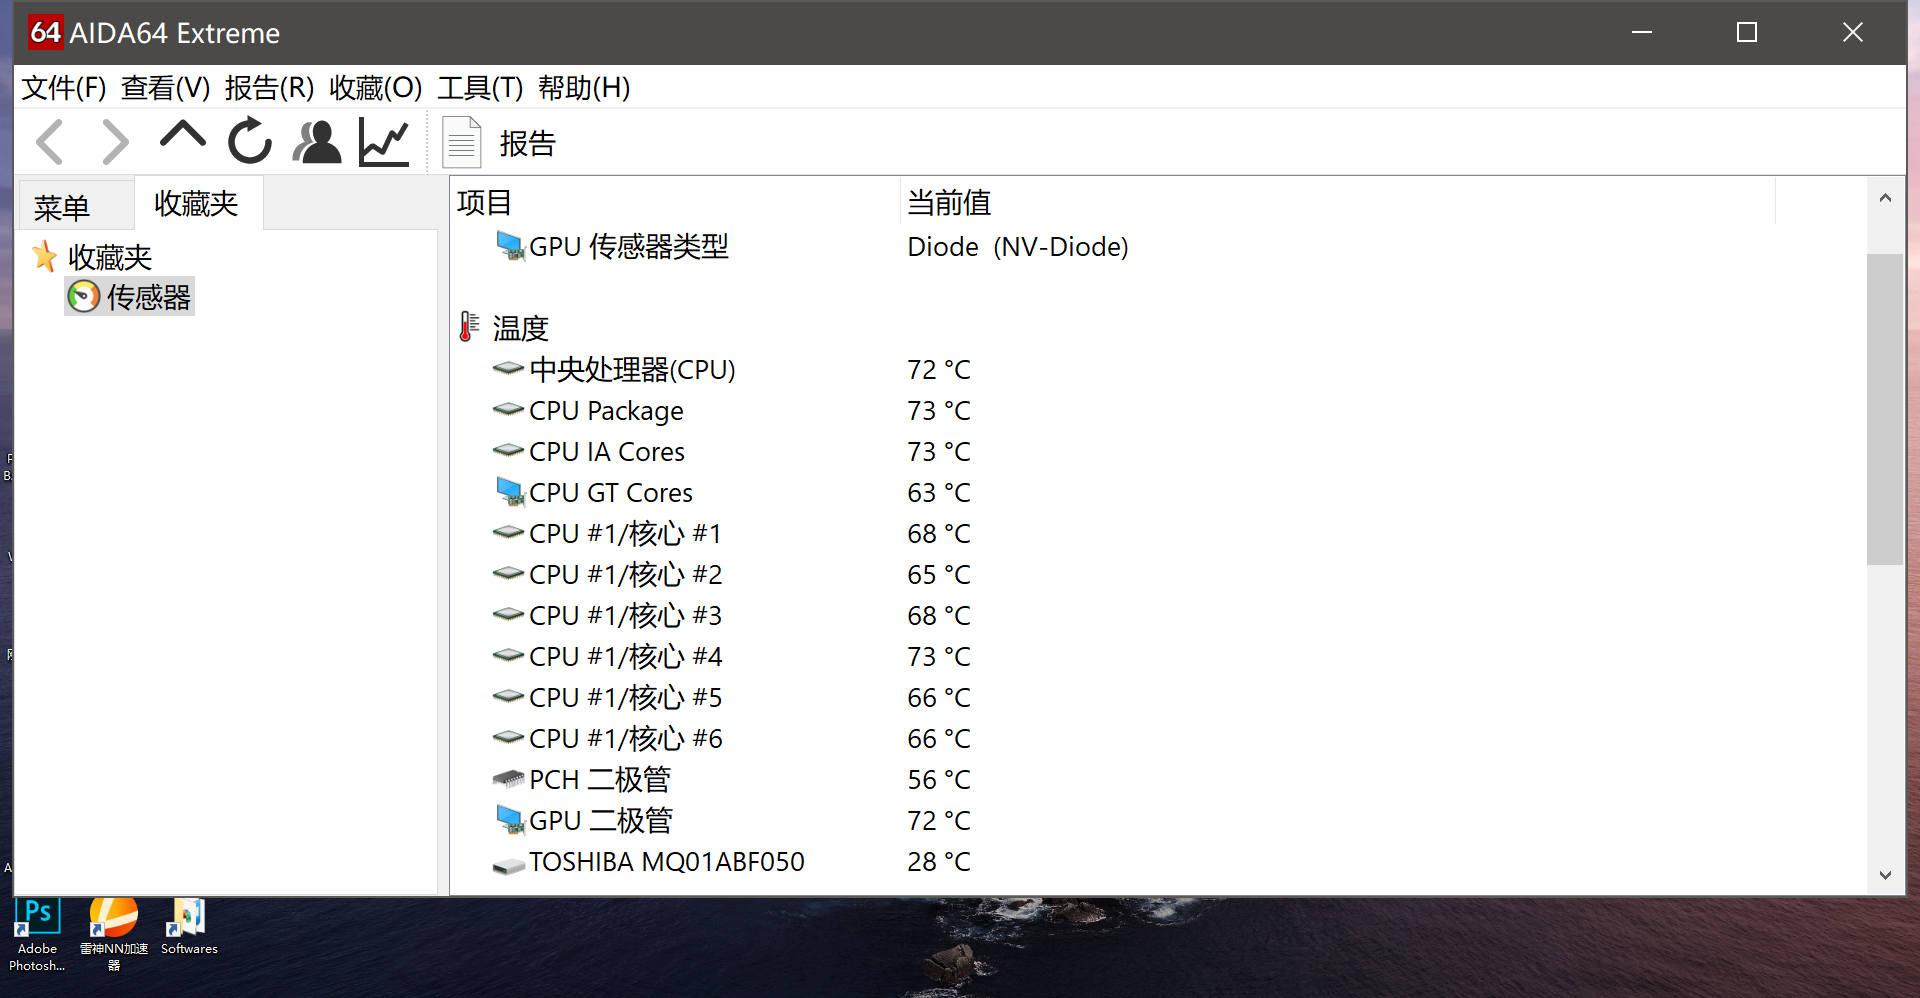 64 AIDA64 Extreme
文件(F) 查看(V) 报告(R) 收藏(O) 工具(T) 帮助(H)
报告
菜单 收藏夹
收藏夹
传感器
项目 当前值
GPU 传感器类型 Diode (NV-Diode)
温度
中央处理器(CPU) 72 °C
CPU Package 73 °C
CPU IA Cores 73 °C
CPU GT Cores 63 °C
CPU #1/核心 #1 68 °C
CPU #1/核心 #2 65 °C
CPU #1/核心 #3 68 °C
CPU #1/核心 #4 73 °C
CPU #1/核心 #5 66 °C
CPU #1/核心 #6 66 °C
PCH 二极管 56 °C
GPU 二极管 72 °C
TOSHIBA MQ01ABF050 28 °C
Ps
Adobe Photosh...
雷神NN加速器
Softwares